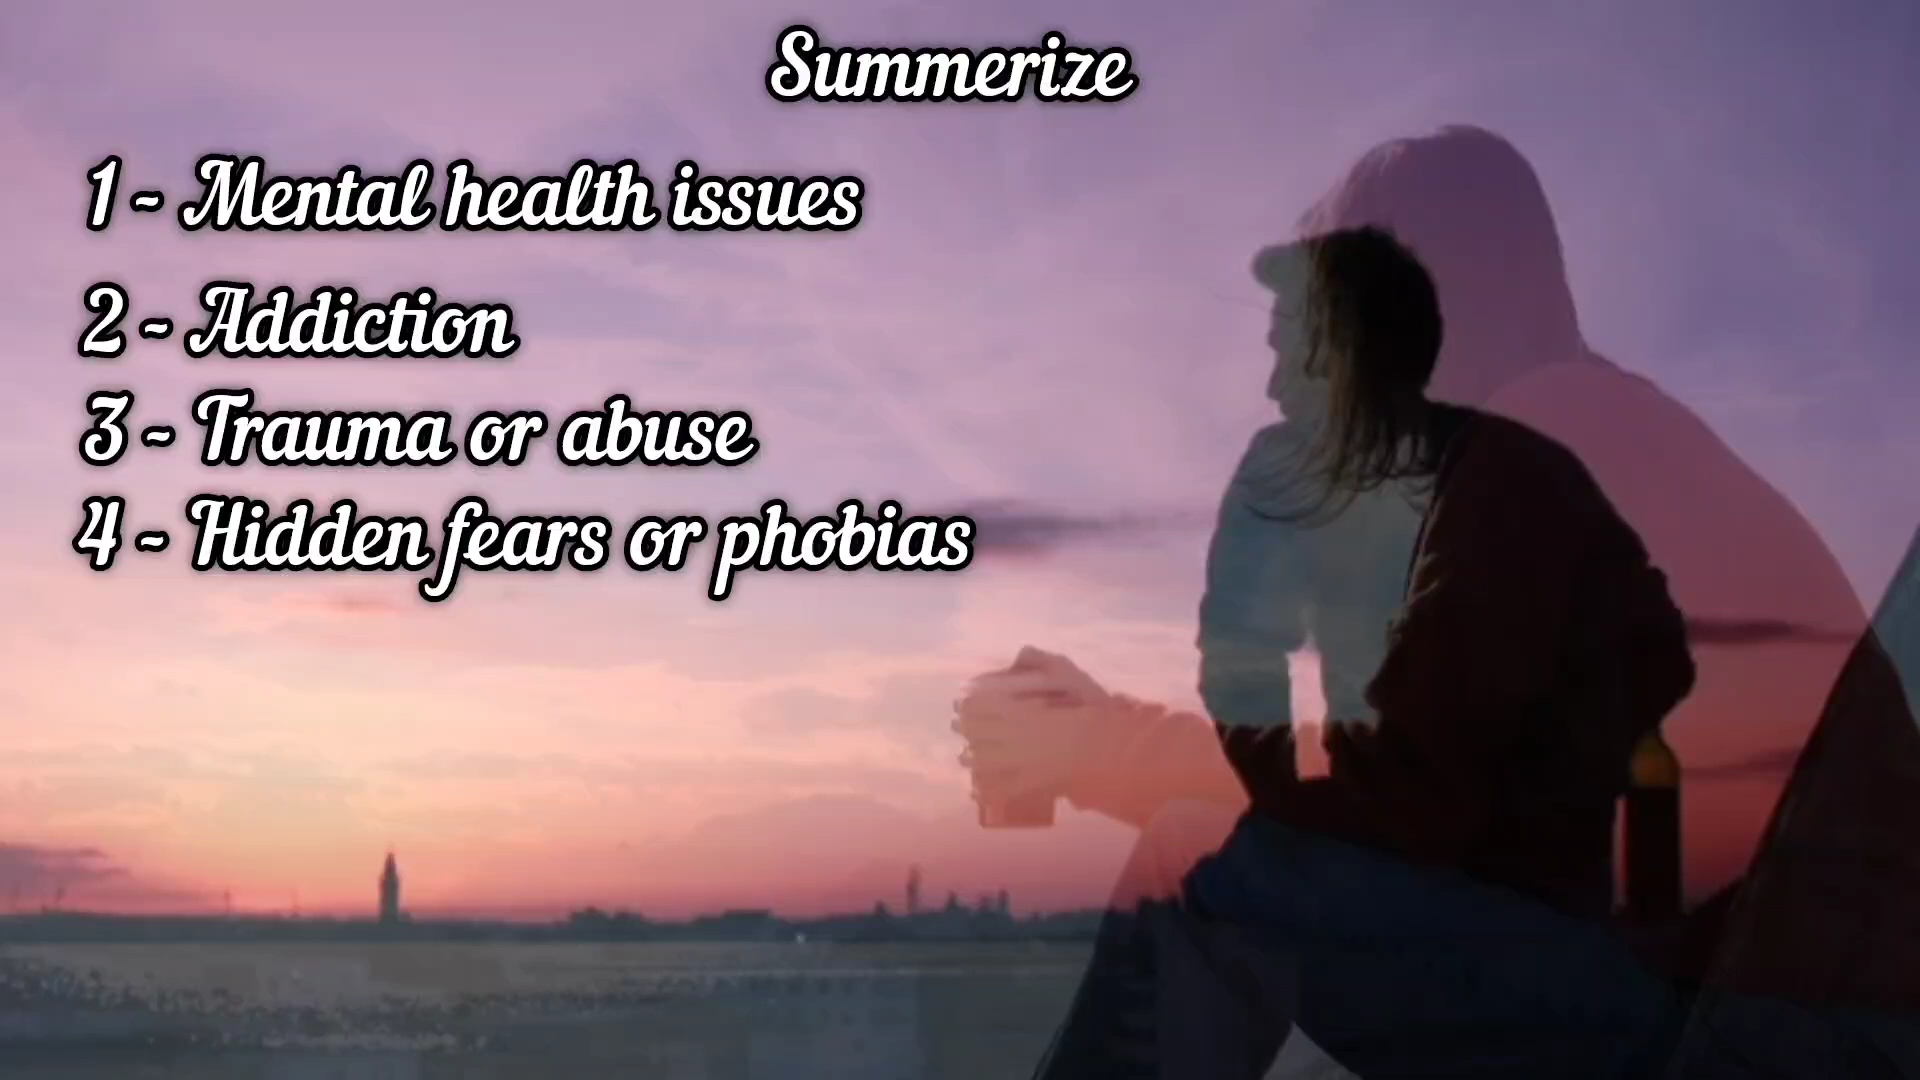 Summerize
1 - Mental health issues
2 - Addiction
3 - Trauma or abuse
4 - Hidden fears or phobias